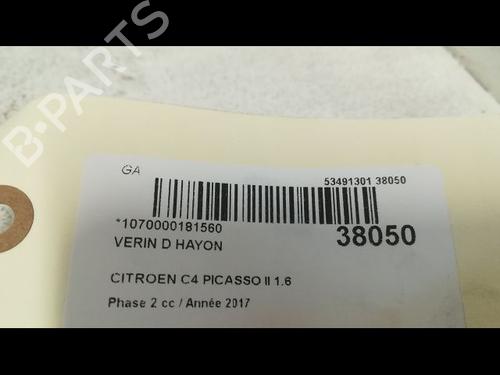 B-PARTS
GA
53491301 38050
*1070000181560
38050
VERIN D HAYON
CITROEN C4 PICASSO II 1.6
Phase 2 cc / Année 2017